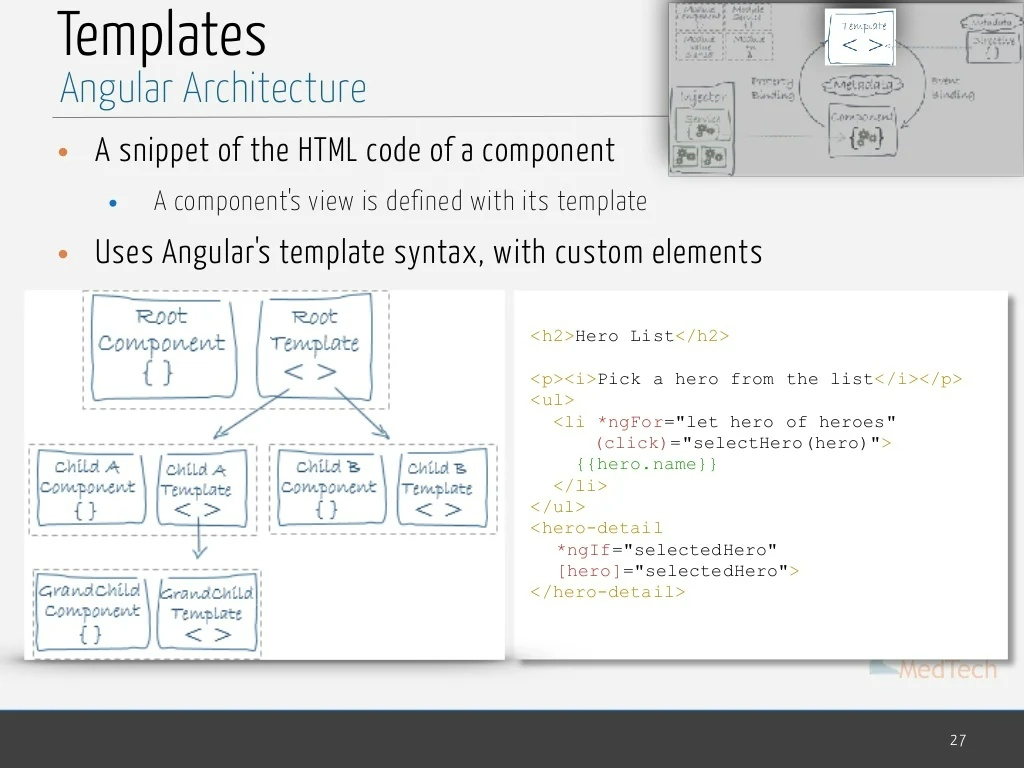 Templates
Angular Architecture
Template
< >
Metadata
Property
Binding
Event
Binding
Injector
Service
Component
Directive
{ }
• A snippet of the HTML code of a component
• A component's view is defined with its template
• Uses Angular's template syntax, with custom elements
Root
Component
{ }
Root
Template
< >
Child A
Component
{ }
Child A
Template
< >
Child B
Component
{ }
Child B
Template
< >
GrandChild
Component
{ }
GrandChild
Template
< >
<h2>Hero List</h2>
<p><i>Pick a hero from the list</i></p>
<ul>
<li *ngFor="let hero of heroes"
(click)="selectHero(hero)">
{{hero.name}}
</li>
</ul>
<hero-detail
*ngIf="selectedHero"
[hero]="selectedHero">
</hero-detail>
MedTech
27